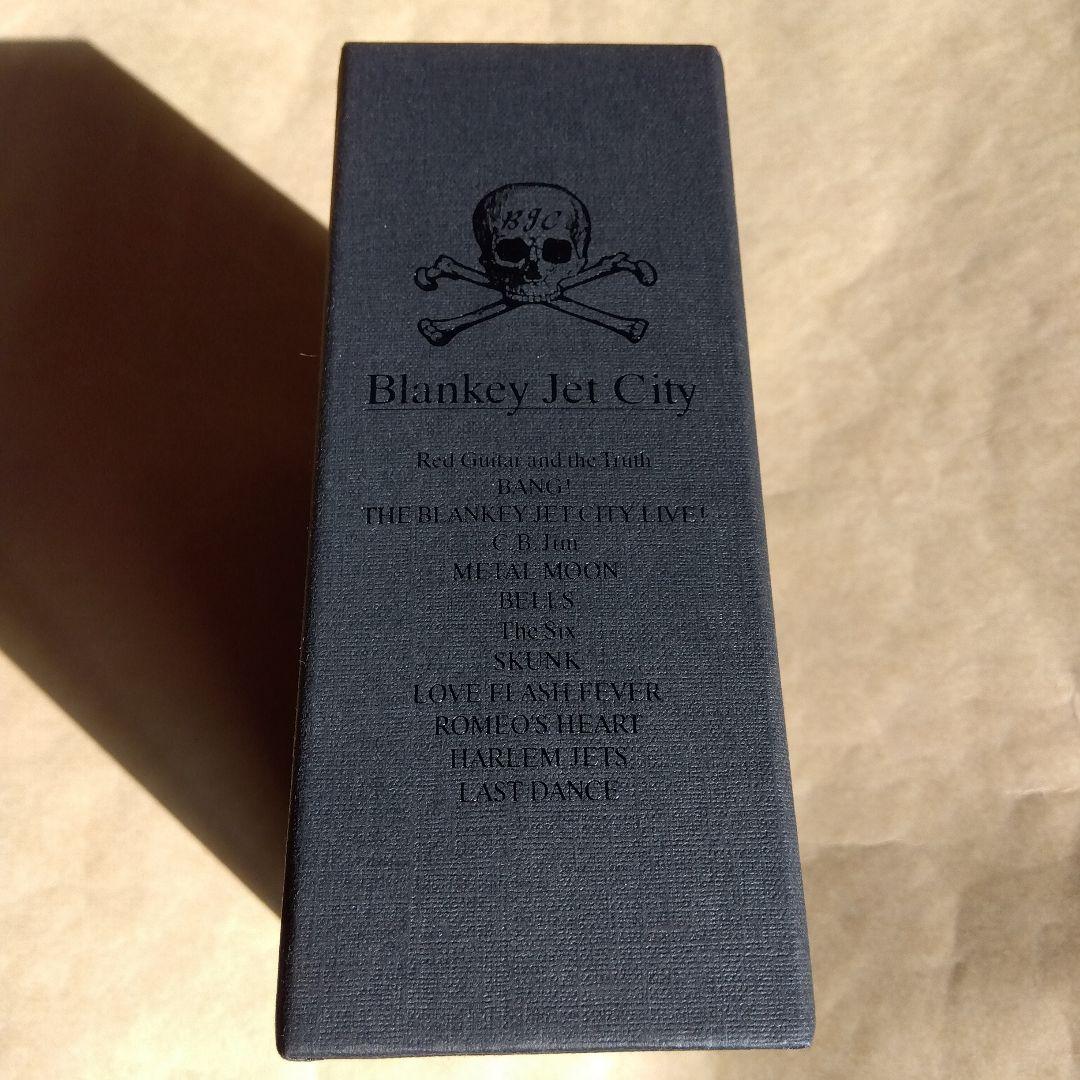 BJC
Blankey Jet City
Red Guitar and the Truth
BANG!
THE BLANKEY JET CITY LIVE!
C.B.Jim
METAL MOON
BELLS
The Six
SKUNK
LOVE FLASH FEVER
ROMEO'S HEART
HARLEM JETS
LAST DANCE